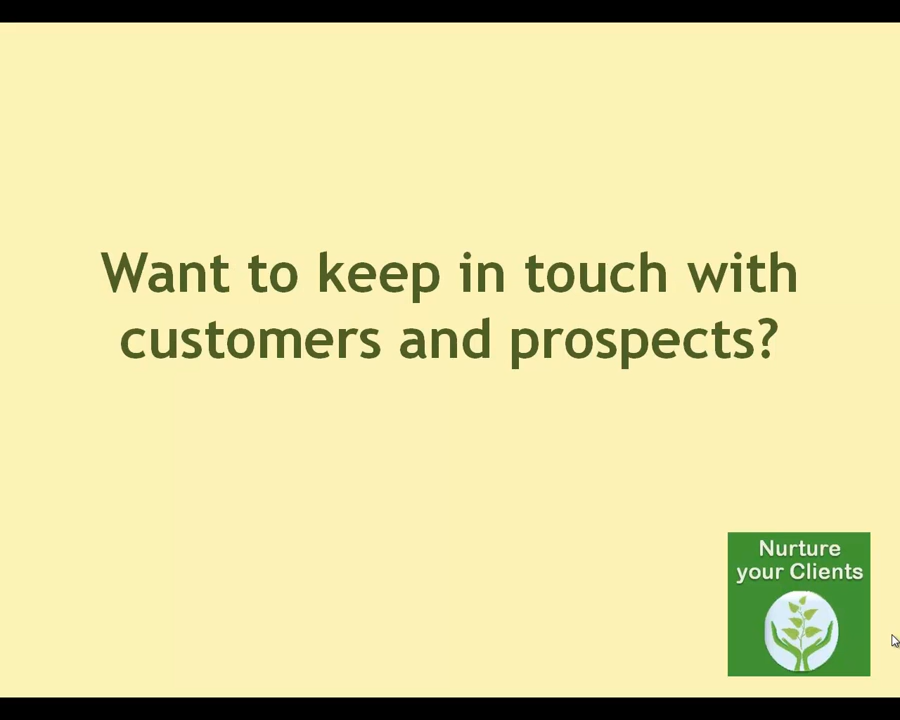 Want to keep in touch with
customers and prospects?
Nurture
your Clients